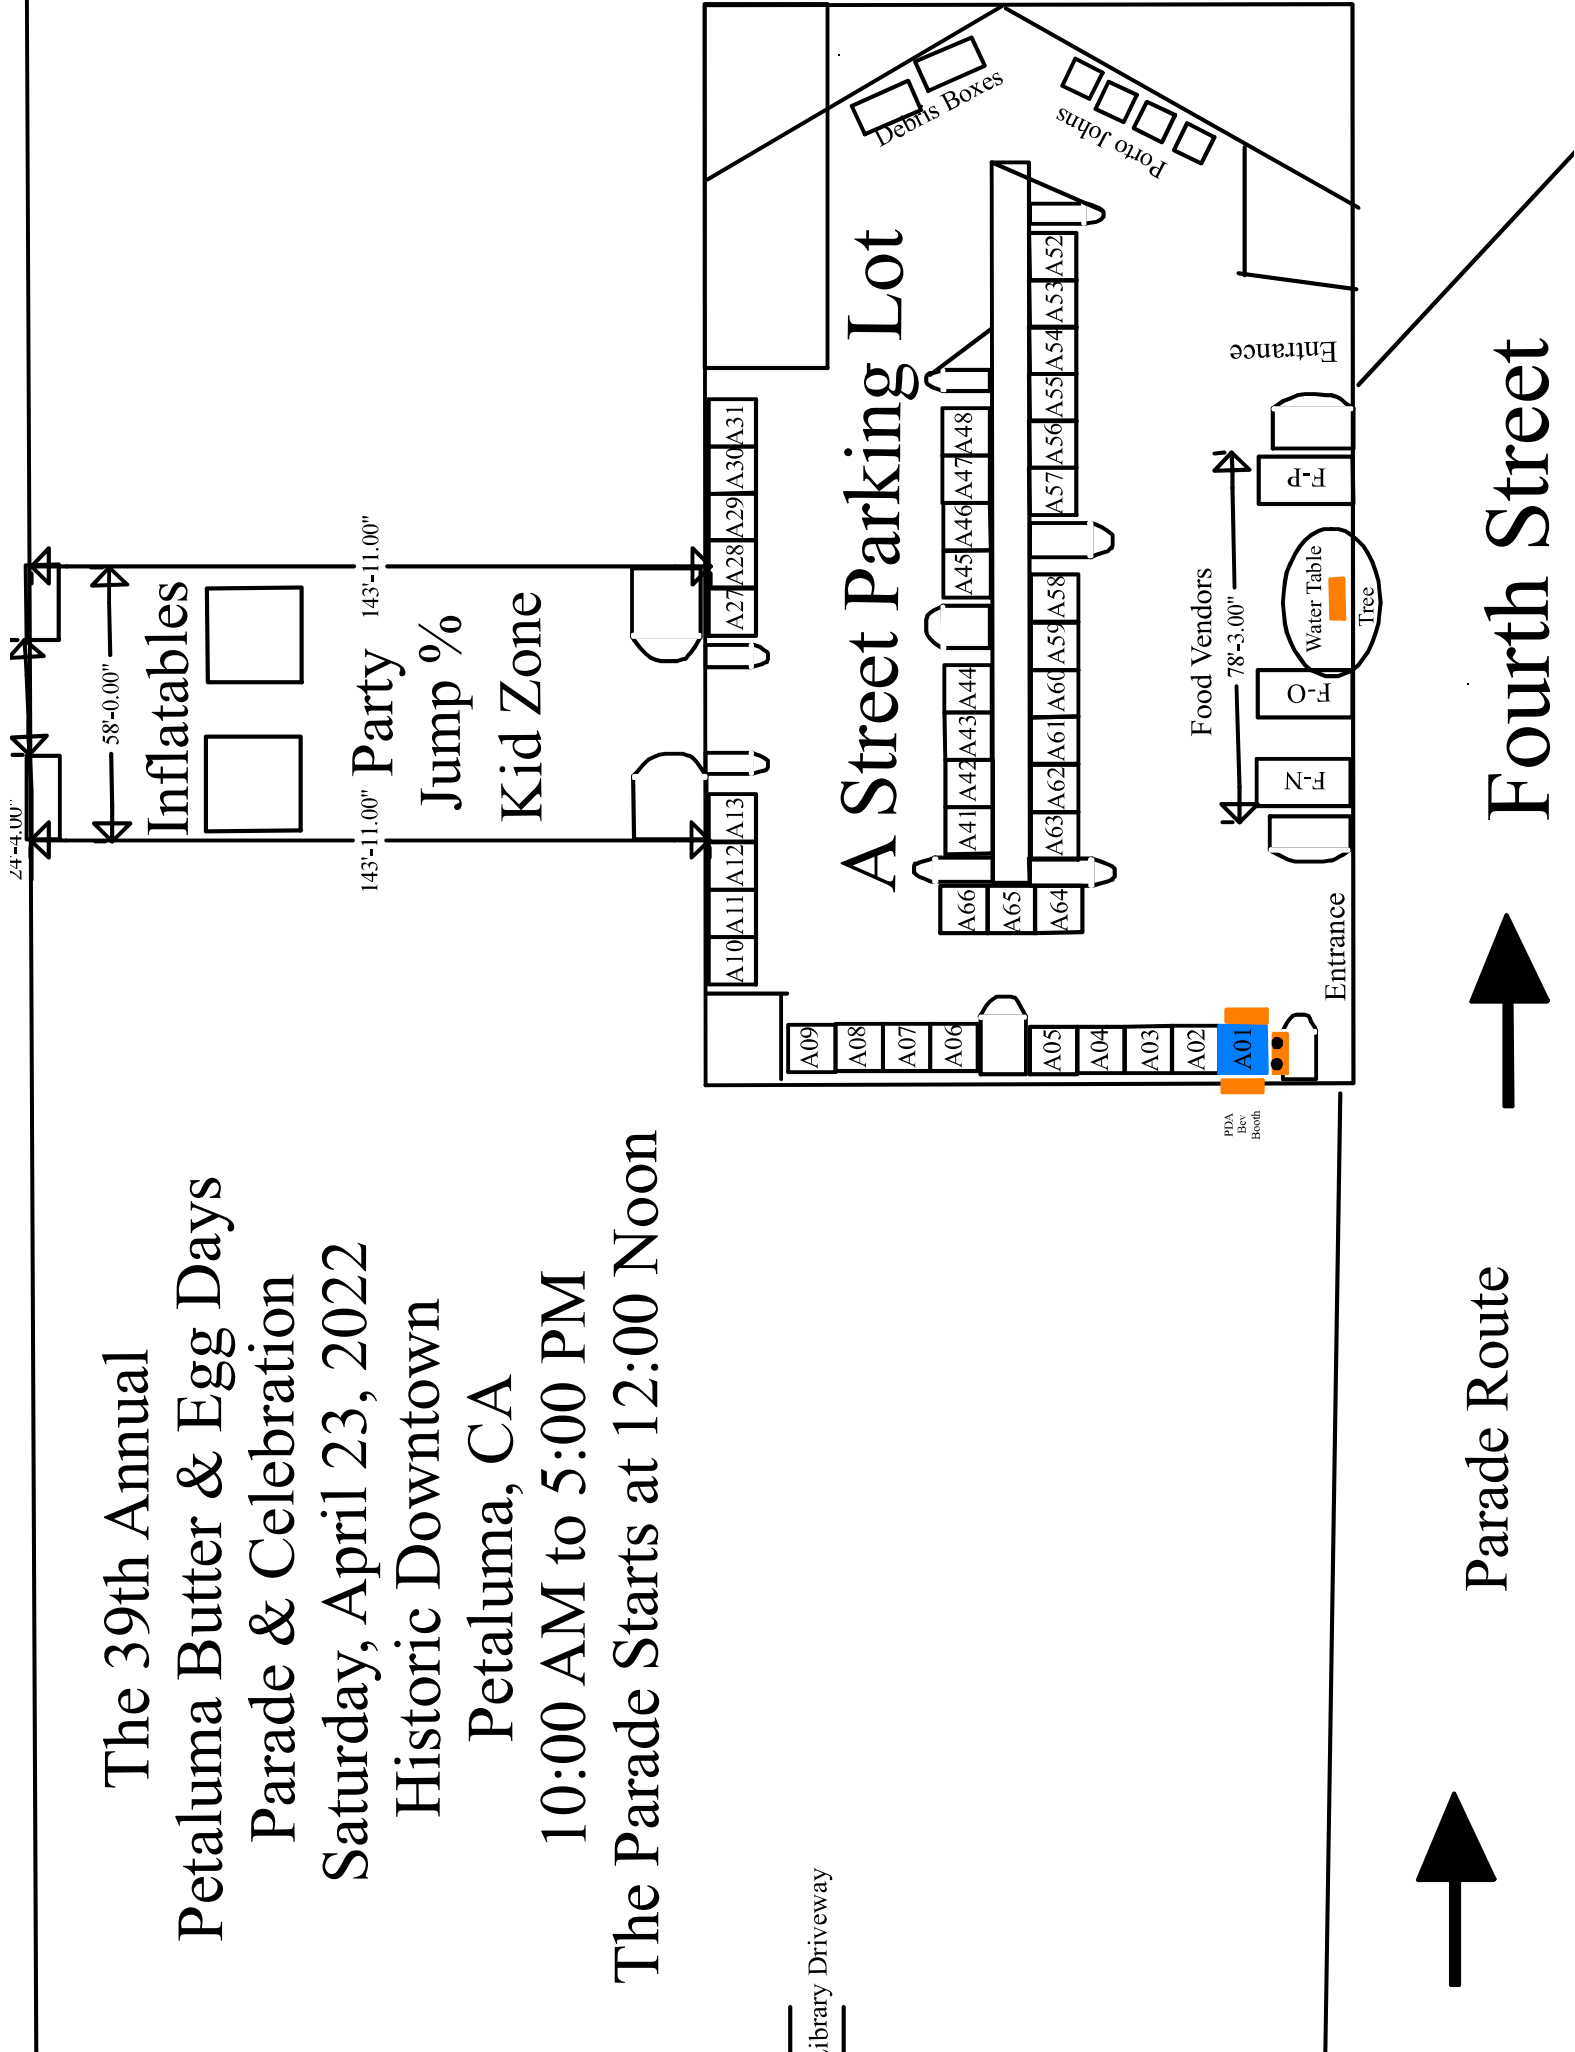 The 39th Annual
Petaluma Butter & Egg Days
Parade & Celebration
Saturday, April 23, 2022
Historic Downtown
Petaluma, CA
10:00 AM to 5:00 PM
The Parade Starts at 12:00 Noon
24'-4.00"
58'-0.00"
Inflatables
143'-11.00"
143'-11.00"
Party
Jump %
Kid Zone
A10
A11
A12
A13
A27
A28
A29
A30
A31
A Street Parking Lot
Debris Boxes
Porto Johns
A09
A08
A07
A06
A05
A04
A03
A02
A01
PDA
Bev
Booth
A66
A65
A64
A41
A42
A43
A44
A45
A46
A47
A48
A63
A62
A61
A60
A59
A58
A57
A56
A55
A54
A53
A52
Food Vendors
78'-3.00"
F-N
F-O
F-P
Water Table
Tree
Entrance
Entrance
Fourth Street
Parade Route
ibrary Driveway